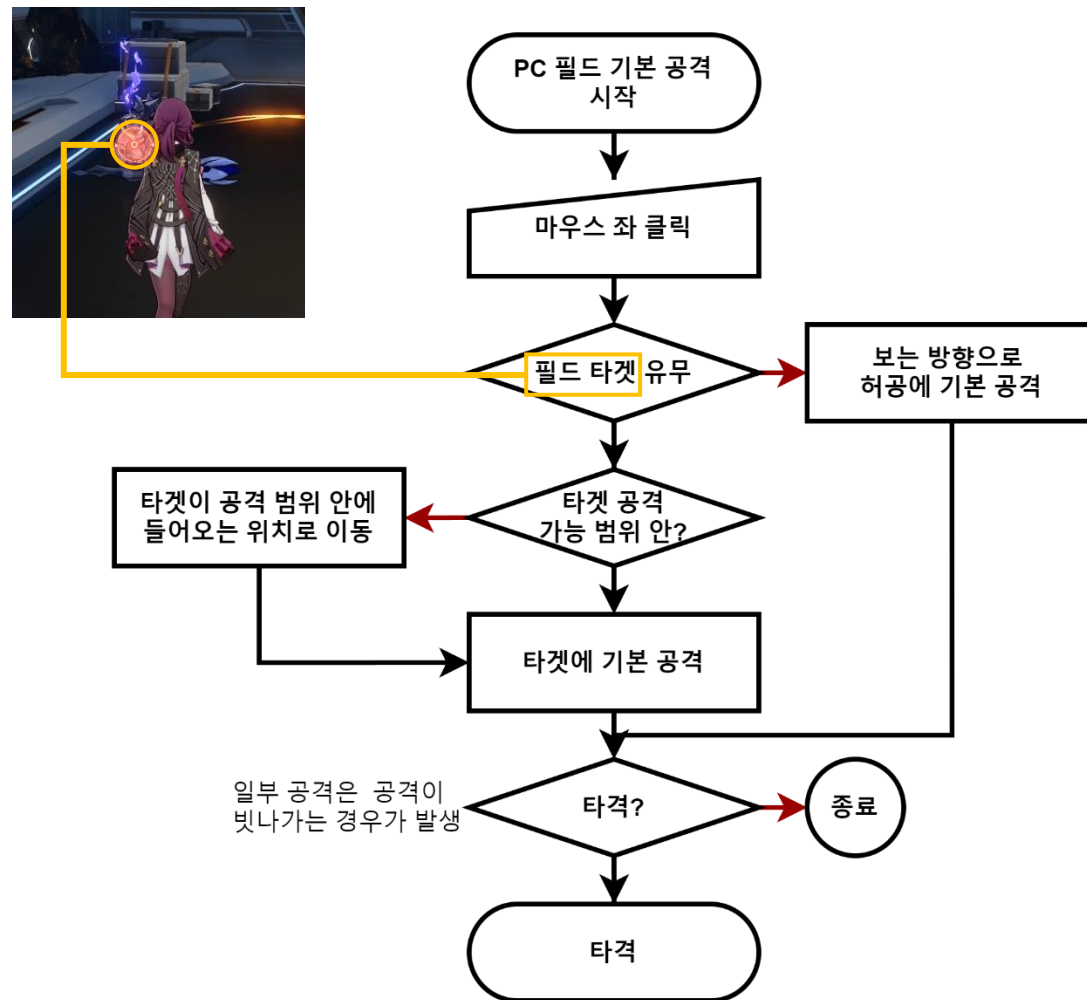 PC 필드 기본 공격
시작
마우스 좌 클릭
필드 타겟 유무
보는 방향으로
허공에 기본 공격
타겟 공격
가능 범위 안?
타겟이 공격 범위 안에
들어오는 위치로 이동
타겟에 기본 공격
일부 공격은 공격이
빗나가는 경우가 발생
타격?
종료
타격